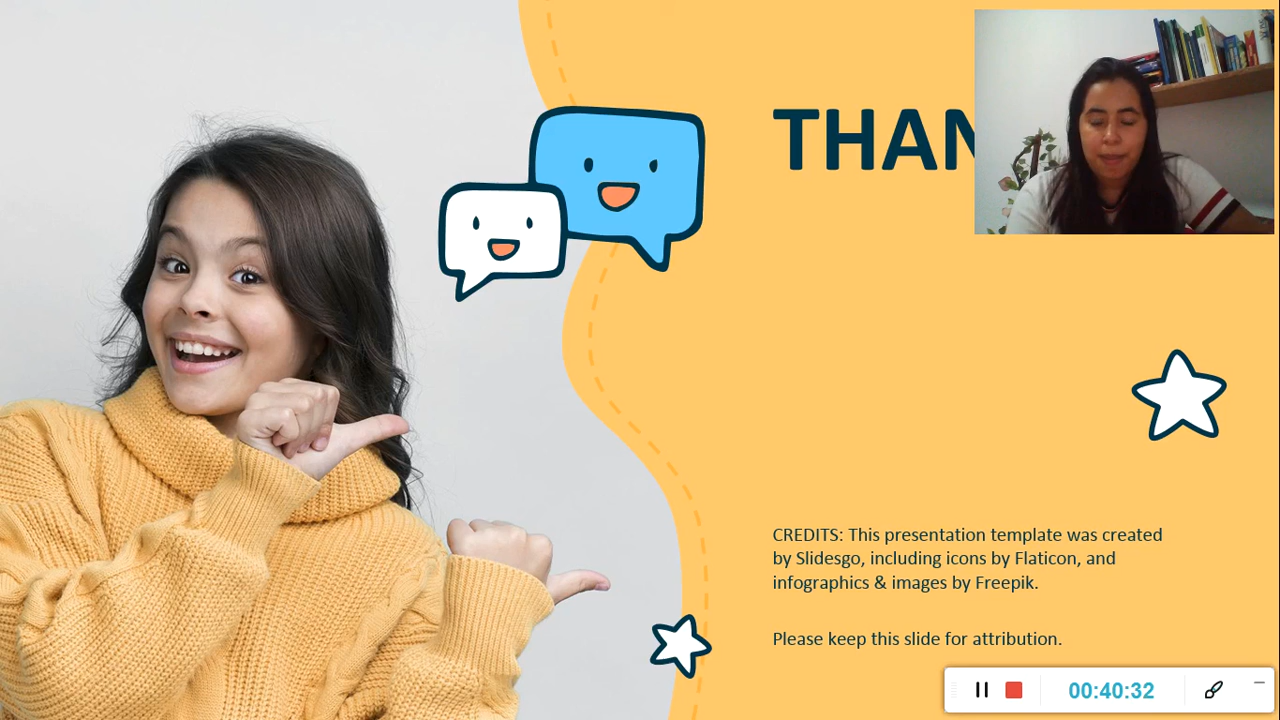 THAN
CREDITS: This presentation template was created
by Slidesgo, including icons by Flaticon, and
infographics & images by Freepik.
Please keep this slide for attribution.
00:40:32